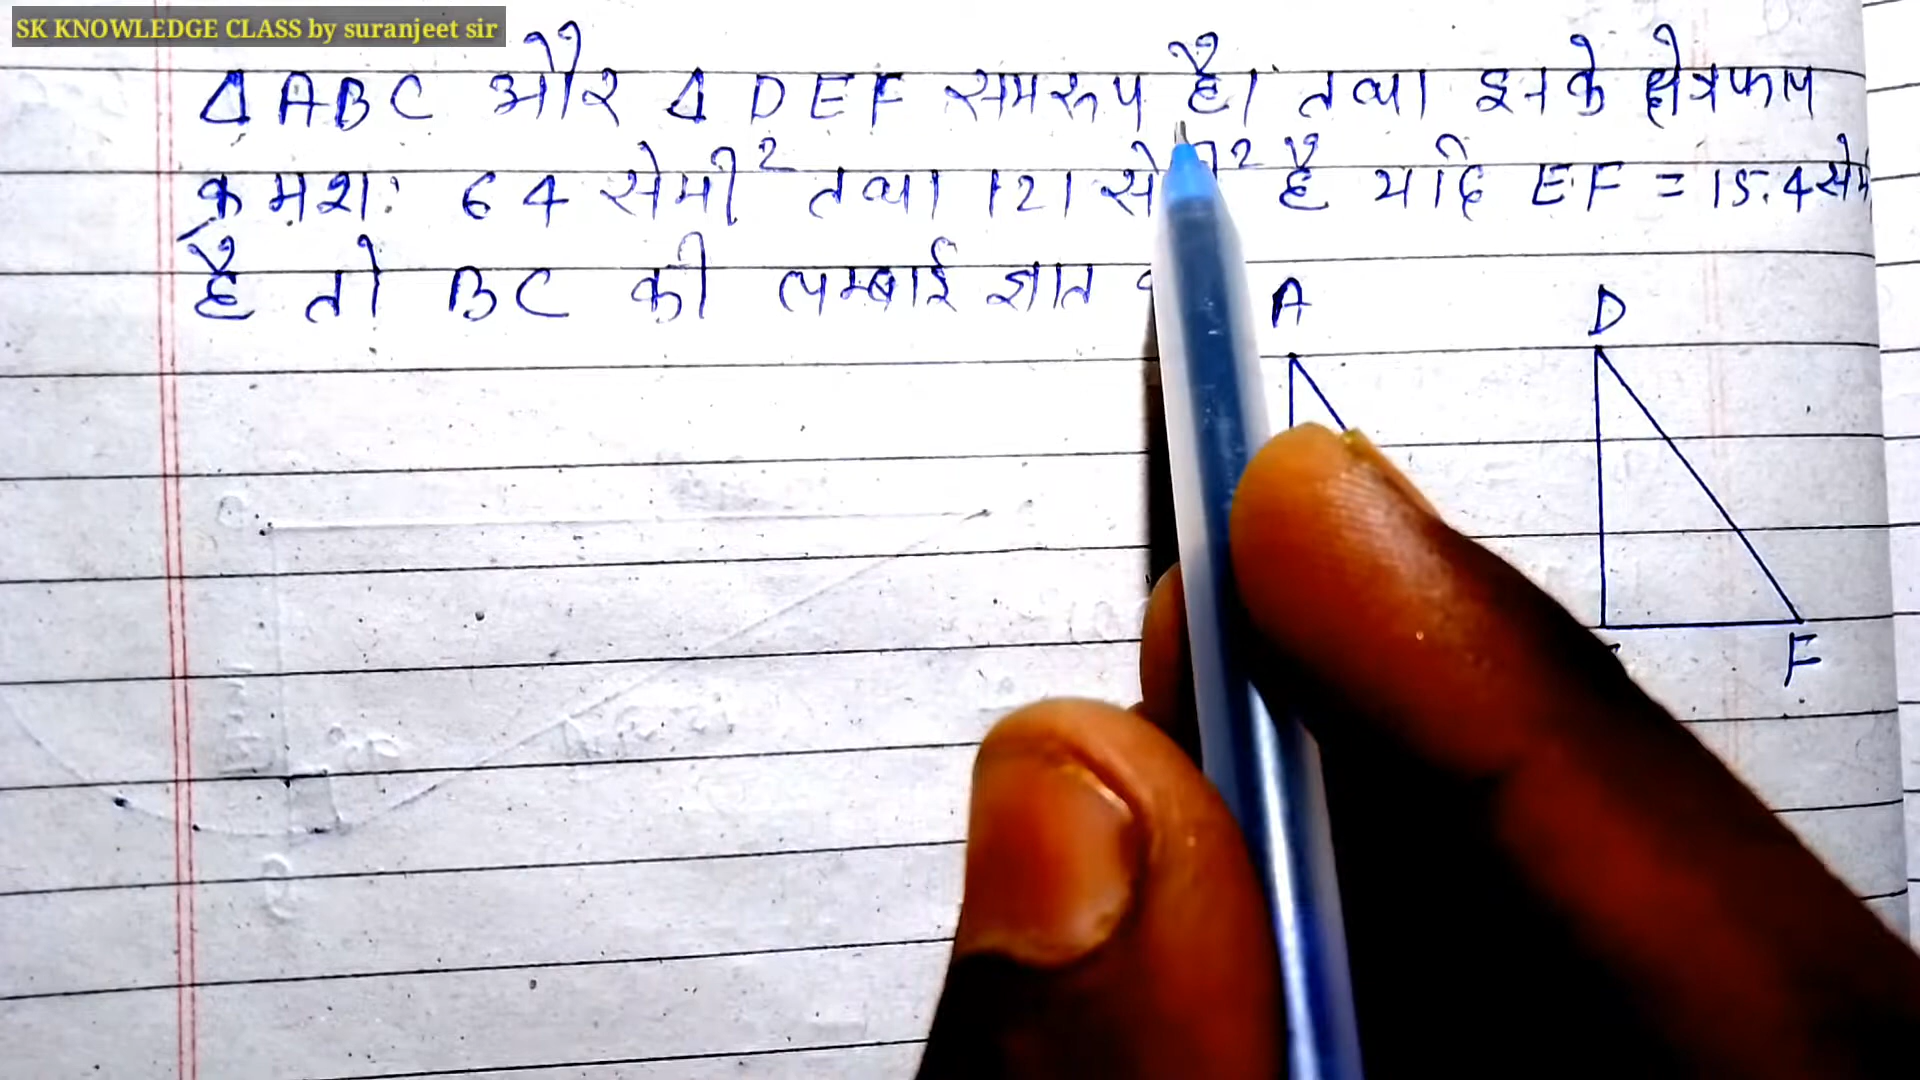 SK KNOWLEDGE CLASS by suranjeet sir
Δ ABC और Δ DEF समरूप है। तथा इनके क्षेत्रफल
क्रमशः 64 सेमी² तथा 121 है यदि EF = 15.4 सेमी
है तो BC की लम्बाई ज्ञात
A D
F